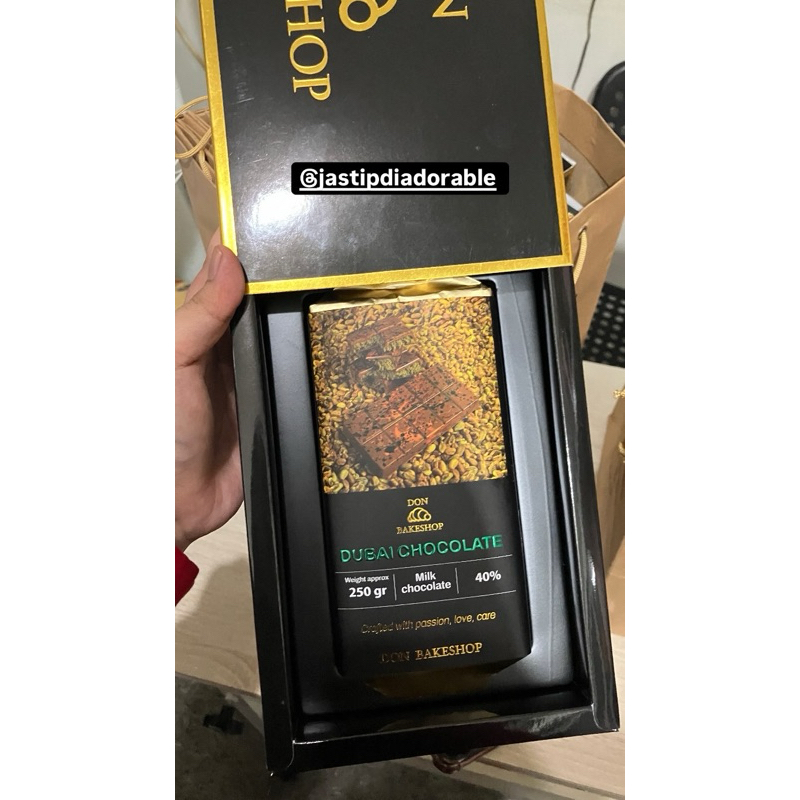 N
&
SHOP
@jastipdiadorable
DON
BAKESHOP
DUBAI CHOCOLATE
Weight approx
250 gr
Milk
chocolate
40%
Crafted with passion, love, care
DON BAKESHOP